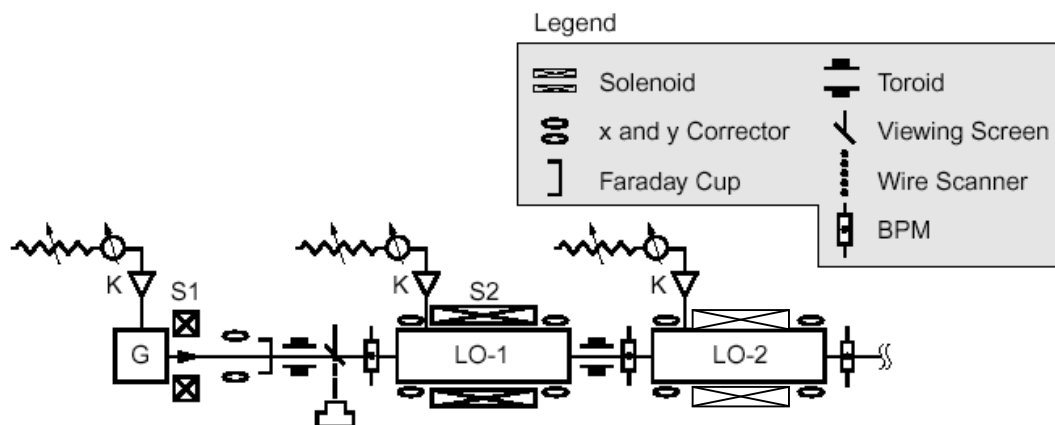 Legend
Solenoid
Toroid
x and y Corrector
Viewing Screen
Faraday Cup
Wire Scanner
BPM
K
S1
K
S2
K
G
LO-1
LO-2